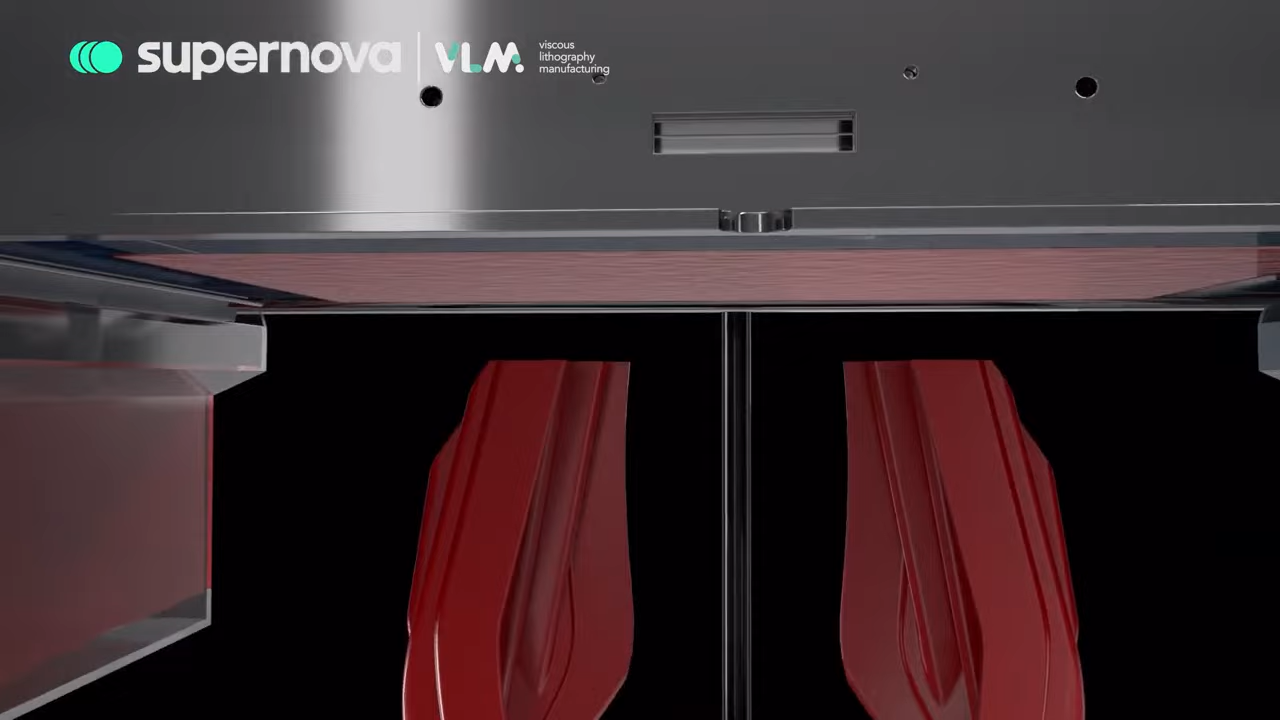 supernova
VLM.
viscous
lithography
manufacturing